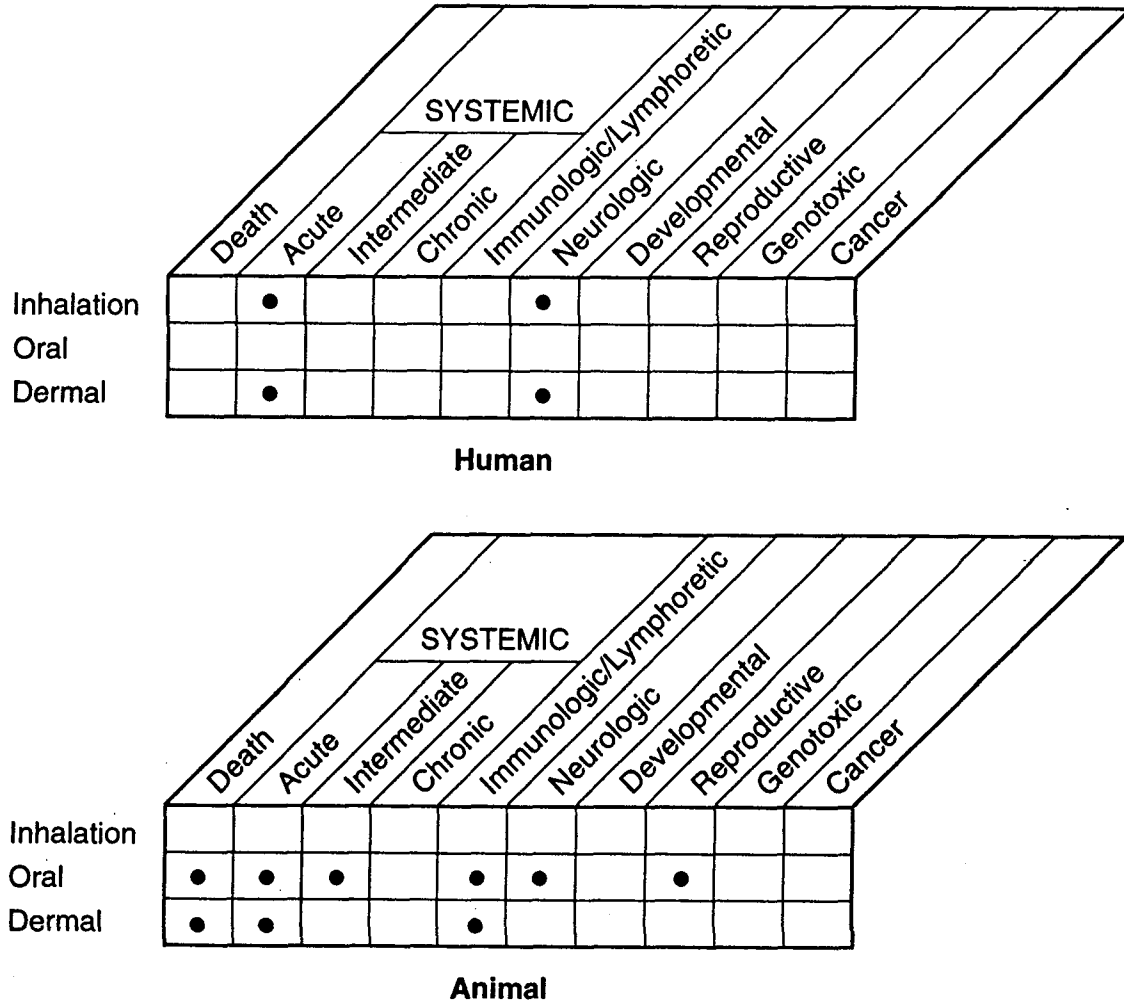 SYSTEMIC
Death
Acute
Intermediate
Chronic
Immunologic/Lymphoretic
Neurologic
Developmental
Reproductive
Genotoxic
Cancer
Inhalation
Oral
Dermal
Human
SYSTEMIC
Death
Acute
Intermediate
Chronic
Immunologic/Lymphoretic
Neurologic
Developmental
Reproductive
Genotoxic
Cancer
Inhalation
Oral
Dermal
Animal